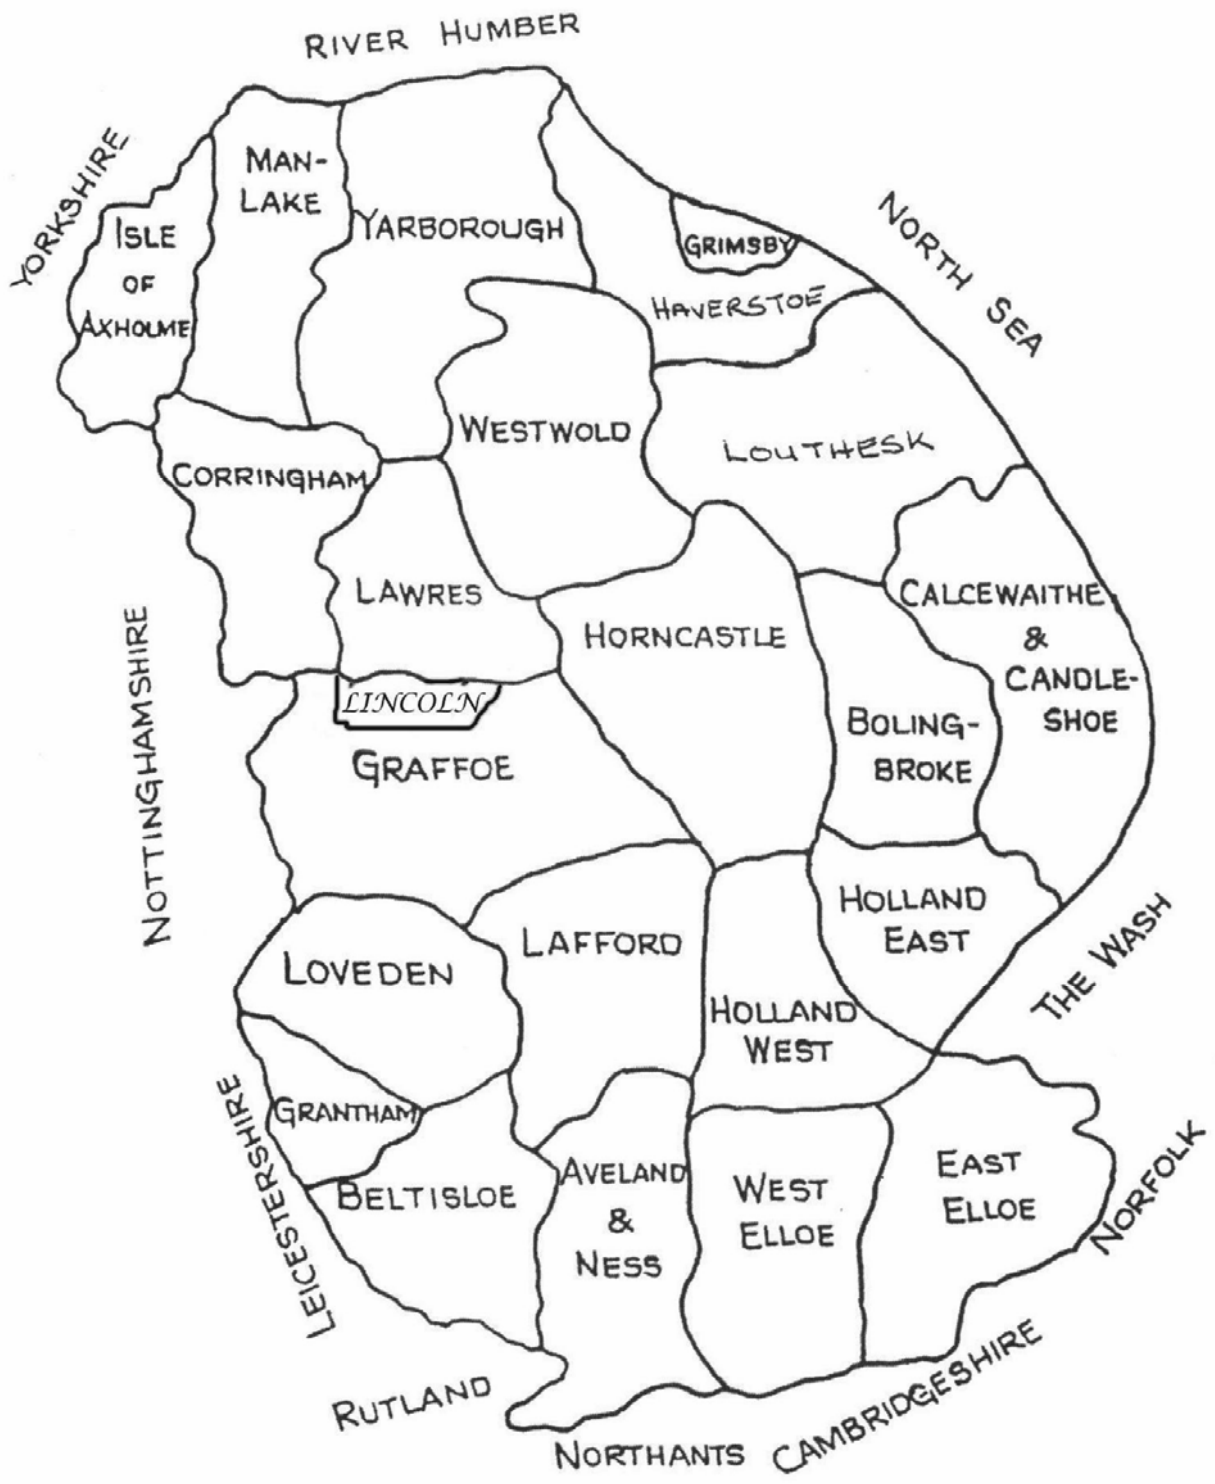 RIVER HUMBER
YORKSHIRE
MAN-
LAKE
ISLE
OF
AXHOLME
YARBOROUGH
GRIMSBY
HAVERSTOE
NORTH SEA
WESTWOLD
LOUTHESK
CORRINGHAM
LAWRES
HORNCASTLE
CALCEWAITHE
&
CANDLE-
SHOE
NOTTINGHAMSHIRE
LINCOLN
GRAFFOE
BOLING-
BROKE
HOLLAND
EAST
LAFFORD
LOVEDEN
HOLLAND
WEST
THE WASH
GRANTHAM
LEICESTERSHIRE
BELTISLOE
AVELAND
&
NESS
WEST
ELLOE
EAST
ELLOE
NORFOLK
RUTLAND
NORTHANTS
CAMBRIDGESHIRE